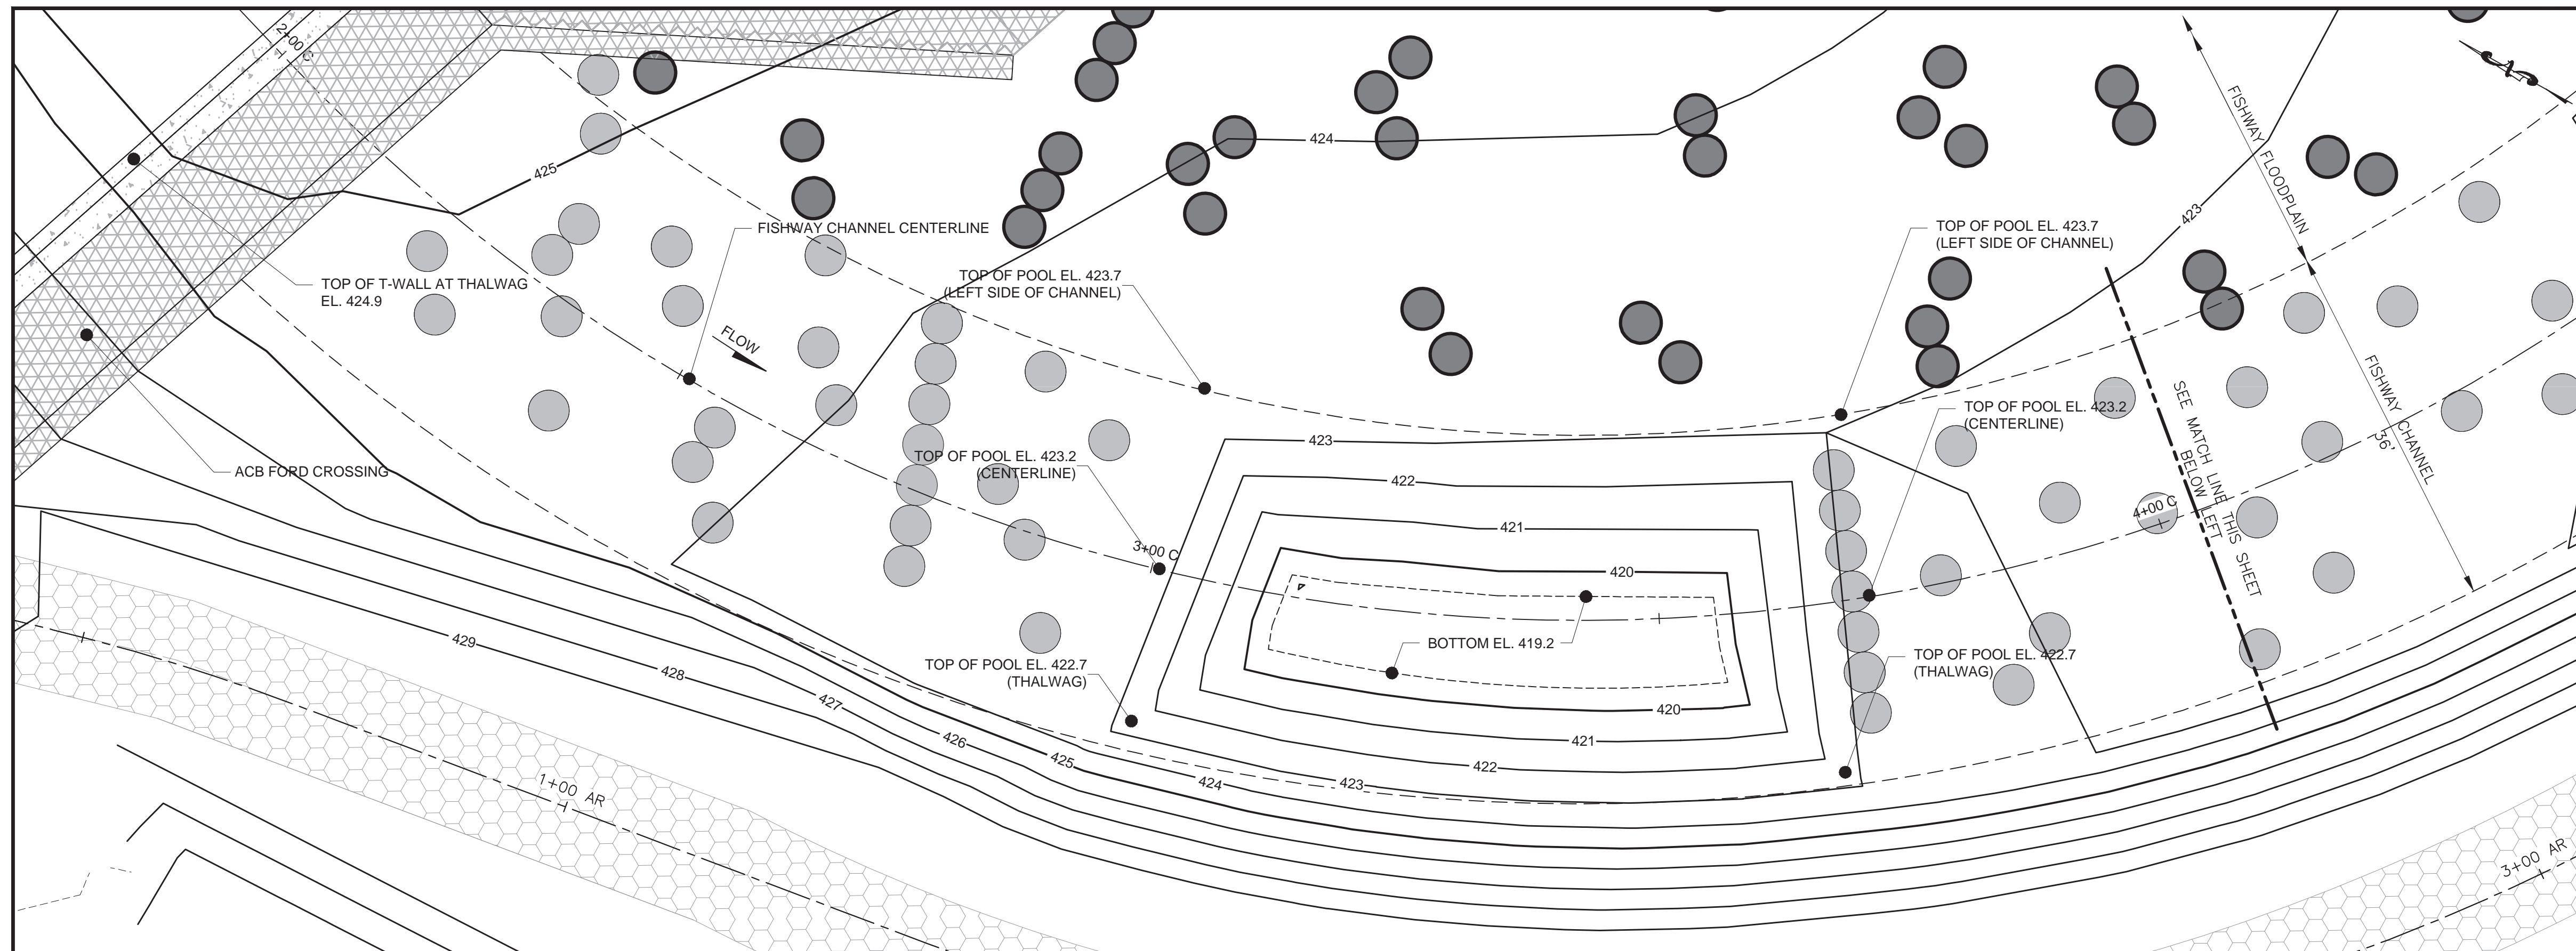 2+00 C
425
424
423
FISHWAY FLOODPLAIN
FISHWAY CHANNEL
36'
FISHWAY CHANNEL CENTERLINE
TOP OF T-WALL AT THALWAG
EL. 424.9
FLOW
ACB FORD CROSSING
TOP OF POOL EL. 423.7
(LEFT SIDE OF CHANNEL)
TOP OF POOL EL. 423.7
(LEFT SIDE OF CHANNEL)
TOP OF POOL EL. 423.2
(CENTERLINE)
TOP OF POOL EL. 423.2
(CENTERLINE)
SEE MATCH LINE THIS SHEET
BELOW LEFT
4+00 C
3+00 C
423
422
421
420
BOTTOM EL. 419.2
420
421
422
423
TOP OF POOL EL. 422.7
(THALWAG)
TOP OF POOL EL. 422.7
(THALWAG)
429
428
427
426
425
424
1+00 AR
3+00 AR